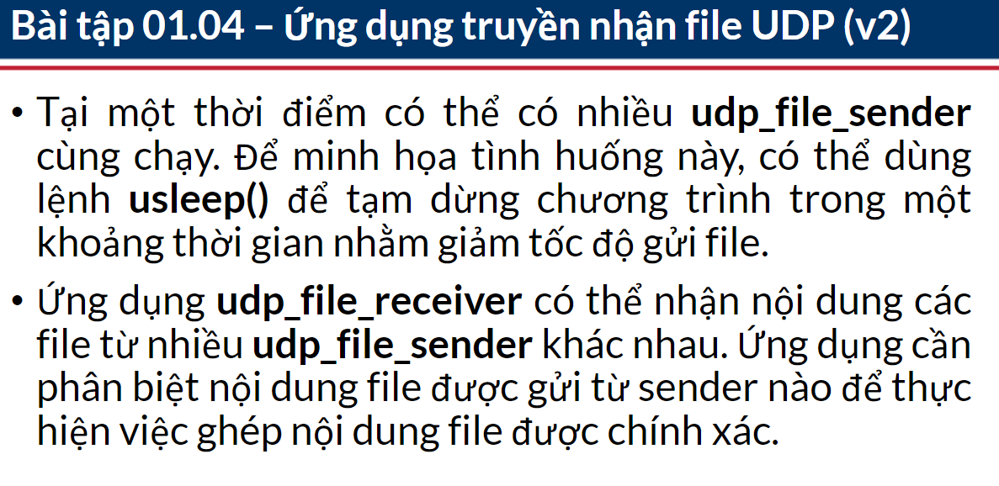 Bài tập 01.04 – Ứng dụng truyền nhận file UDP (v2)
• Tại một thời điểm có thể có nhiều udp_file_sender
cùng chạy. Để minh họa tình huống này, có thể dùng
lệnh usleep() để tạm dừng chương trình trong một
khoảng thời gian nhằm giảm tốc độ gửi file.
• Ứng dụng udp_file_receiver có thể nhận nội dung các
file từ nhiều udp_file_sender khác nhau. Ứng dụng cần
phân biệt nội dung file được gửi từ sender nào để thực
hiện việc ghép nội dung file được chính xác.